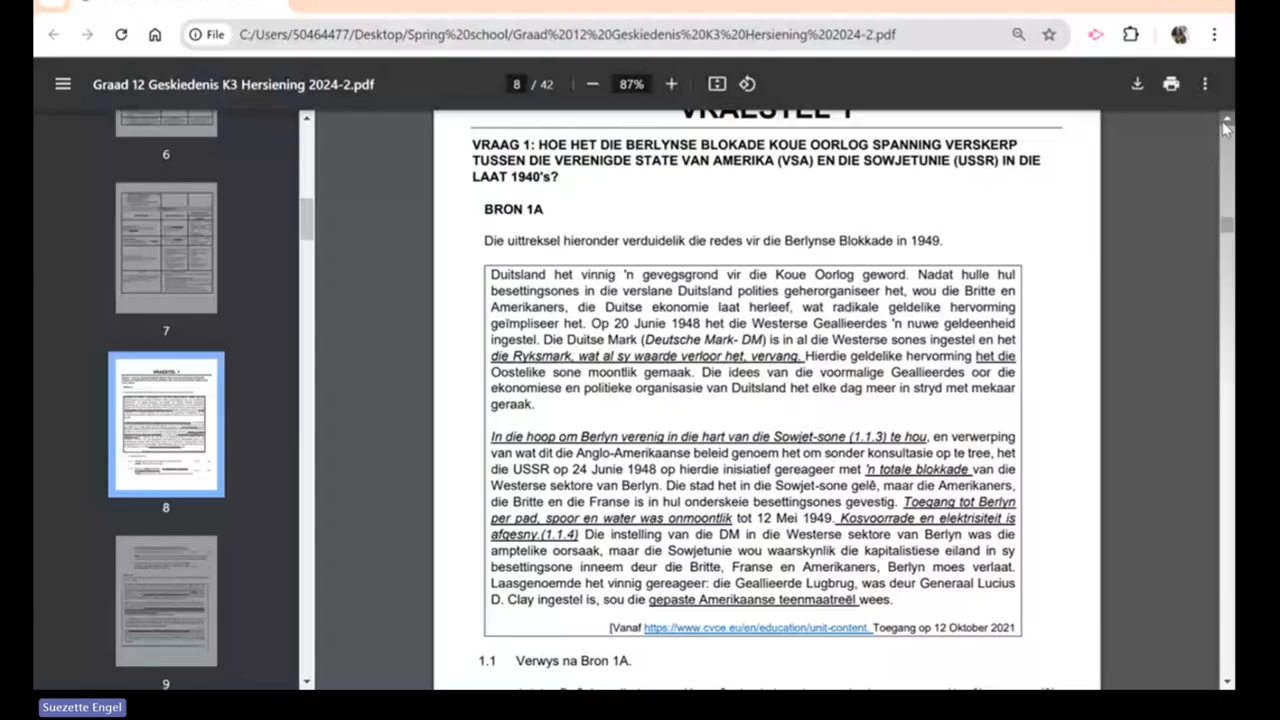 File
C:/Users/50464477/Desktop/Spring%20school/Graad%2012%20Geskiedenis%20K3%20Hersiening%202024-2.pdf
Graad 12 Geskiedenis K3 Hersiening 2024-2.pdf
8 / 42
87%
6
7
8
9
VRAESTEL 1
VRAAG 1: HOE HET DIE BERLYNSE BLOKADE KOUE OORLOG SPANNING VERSKERP
TUSSEN DIE VERENIGDE STATE VAN AMERIKA (VSA) EN DIE SOWJETUNIE (USSR) IN DIE
LAAT 1940's?
BRON 1A
Die uittreksel hieronder verduidelik die redes vir die Berlynse Blokkade in 1949.
Duitsland het vinnig 'n gevegsgrond vir die Koue Oorlog geword. Nadat hulle hul
besettingsones in die verslane Duitsland polities geherorganiseer het, wou die Britte en
Amerikaners, die Duitse ekonomie laat herleef, wat radikale geldelike hervorming
geïmpliseer het. Op 20 Junie 1948 het die Westerse Geallieerdes 'n nuwe geldeenheid
ingestel. Die Duitse Mark (Deutsche Mark- DM) is in al die Westerse sones ingestel en het
die Ryksmark, wat al sy waarde verloor het, vervang. Hierdie geldelike hervorming het die
Oostelike sone moontlik gemaak. Die idees van die voormalige Geallieerdes oor die
ekonomiese en politieke organisasie van Duitsland het elke dag meer in stryd met mekaar
geraak.
In die hoop om Berlyn verenig in die hart van die Sowjet-sone (1.1.3) te hou, en verwerping
van wat dit die Anglo-Amerikaanse beleid genoem het om sonder konsultasie op te tree, het
die USSR op 24 Junie 1948 op hierdie inisiatief gereageer met 'n totale blokkade van die
Westerse sektore van Berlyn. Die stad het in die Sowjet-sone gelê, maar die Amerikaners,
die Britte en die Franse is in hul onderskeie besettingsones gevestig. Toegang tot Berlyn
per pad, spoor en water was onmoontlik tot 12 Mei 1949. Kosvoorrade en elektrisiteit is
afgesny.(1.1.4) Die instelling van die DM in die Westerse sektore van Berlyn was die
amptelike oorsaak, maar die Sowjetunie wou waarskynlik die kapitalistiese eiland in sy
besettingsone inneem deur die Britte, Franse en Amerikaners, Berlyn moes verlaat.
Laasgenoemde het vinnig gereageer: die Geallieerde Lugbrug, was deur Generaal Lucius
D. Clay ingestel is, sou die gepaste Amerikaanse teenmaatreël wees.
[Vanaf https://www.cvce.eu/en/education/unit-content. Toegang op 12 Oktober 2021
1.1 Verwys na Bron 1A.
Suezette Engel